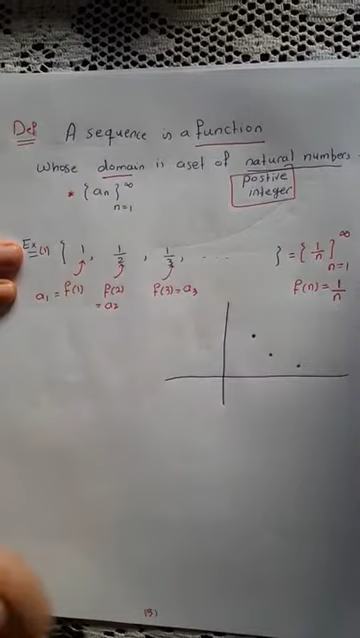 Def A sequence is a function
whose domain is a set of natural numbers
* {an}∞n=1
postive
integer
Ex (1) { 1, 1/2, 1/3, .... } = {1/n}∞n=1
a1 = f(1) f(2) = a2 f(3) = a3 f(n) = 1/n
(3)